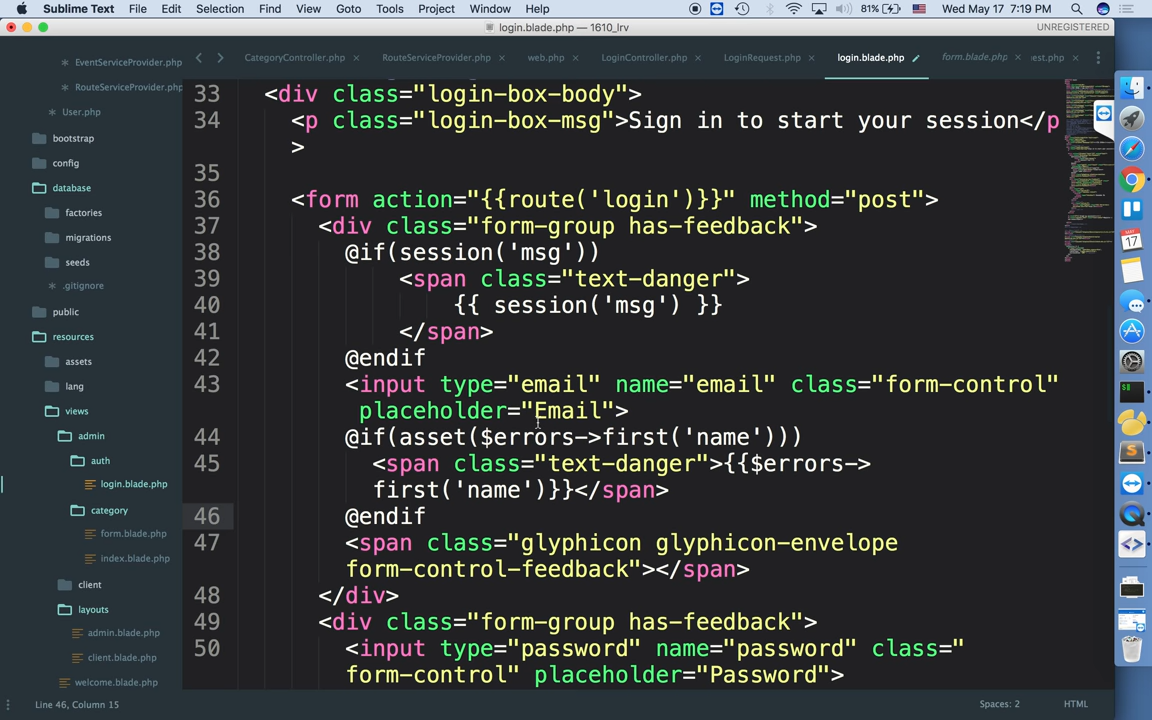 Sublime Text File Edit Selection Find View Goto Tools Project Window Help 81% Wed May 17 7:19 PM
login.blade.php — 1610_lrv UNREGISTERED
CategoryController.php × RouteServiceProvider.php × web.php × LoginController.php × LoginRequest.php × login.blade.php form.blade.php × est.php ×
EventServiceProvider.php
RouteServiceProvider.php
User.php
bootstrap
config
database
factories
migrations
seeds
.gitignore
public
resources
assets
lang
views
admin
auth
login.blade.php
category
form.blade.php
index.blade.php
client
layouts
admin.blade.php
client.blade.php
welcome.blade.php
33 <div class="login-box-body">
34 <p class="login-box-msg">Sign in to start your session</p
>
35
36 <form action="{{route('login')}}" method="post">
37 <div class="form-group has-feedback">
38 @if(session('msg'))
39 <span class="text-danger">
40 {{ session('msg') }}
41 </span>
42 @endif
43 <input type="email" name="email" class="form-control"
placeholder="Email">
44 @if(asset($errors->first('name')))
45 <span class="text-danger">{{$errors->
first('name')}}</span>
46 @endif
47 <span class="glyphicon glyphicon-envelope
form-control-feedback"></span>
48 </div>
49 <div class="form-group has-feedback">
50 <input type="password" name="password" class="
form-control" placeholder="Password">
17
Line 46, Column 15 Spaces: 2 HTML